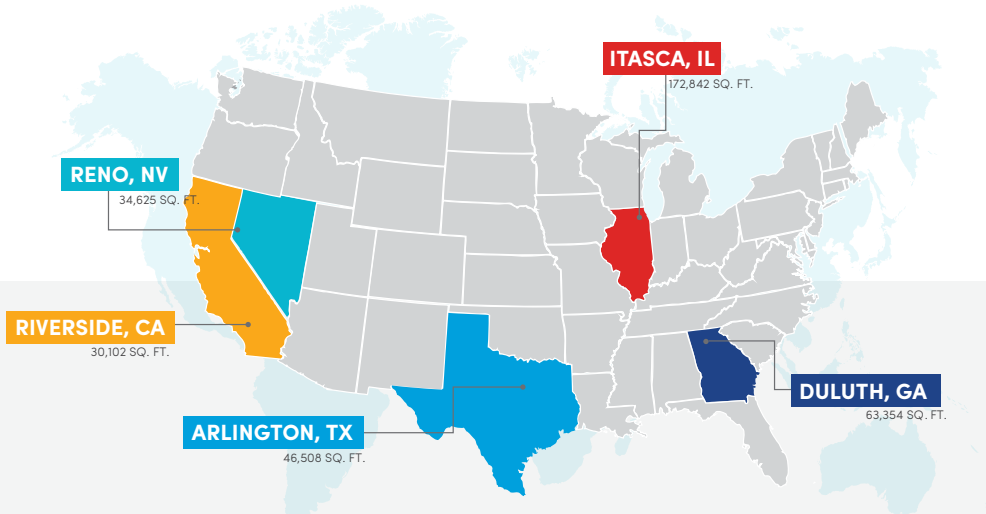 ITASCA, IL
172,842 SQ. FT.
RENO, NV
34,625 SQ. FT.
RIVERSIDE, CA
30,102 SQ. FT.
DULUTH, GA
63,354 SQ. FT.
ARLINGTON, TX
46,508 SQ. FT.